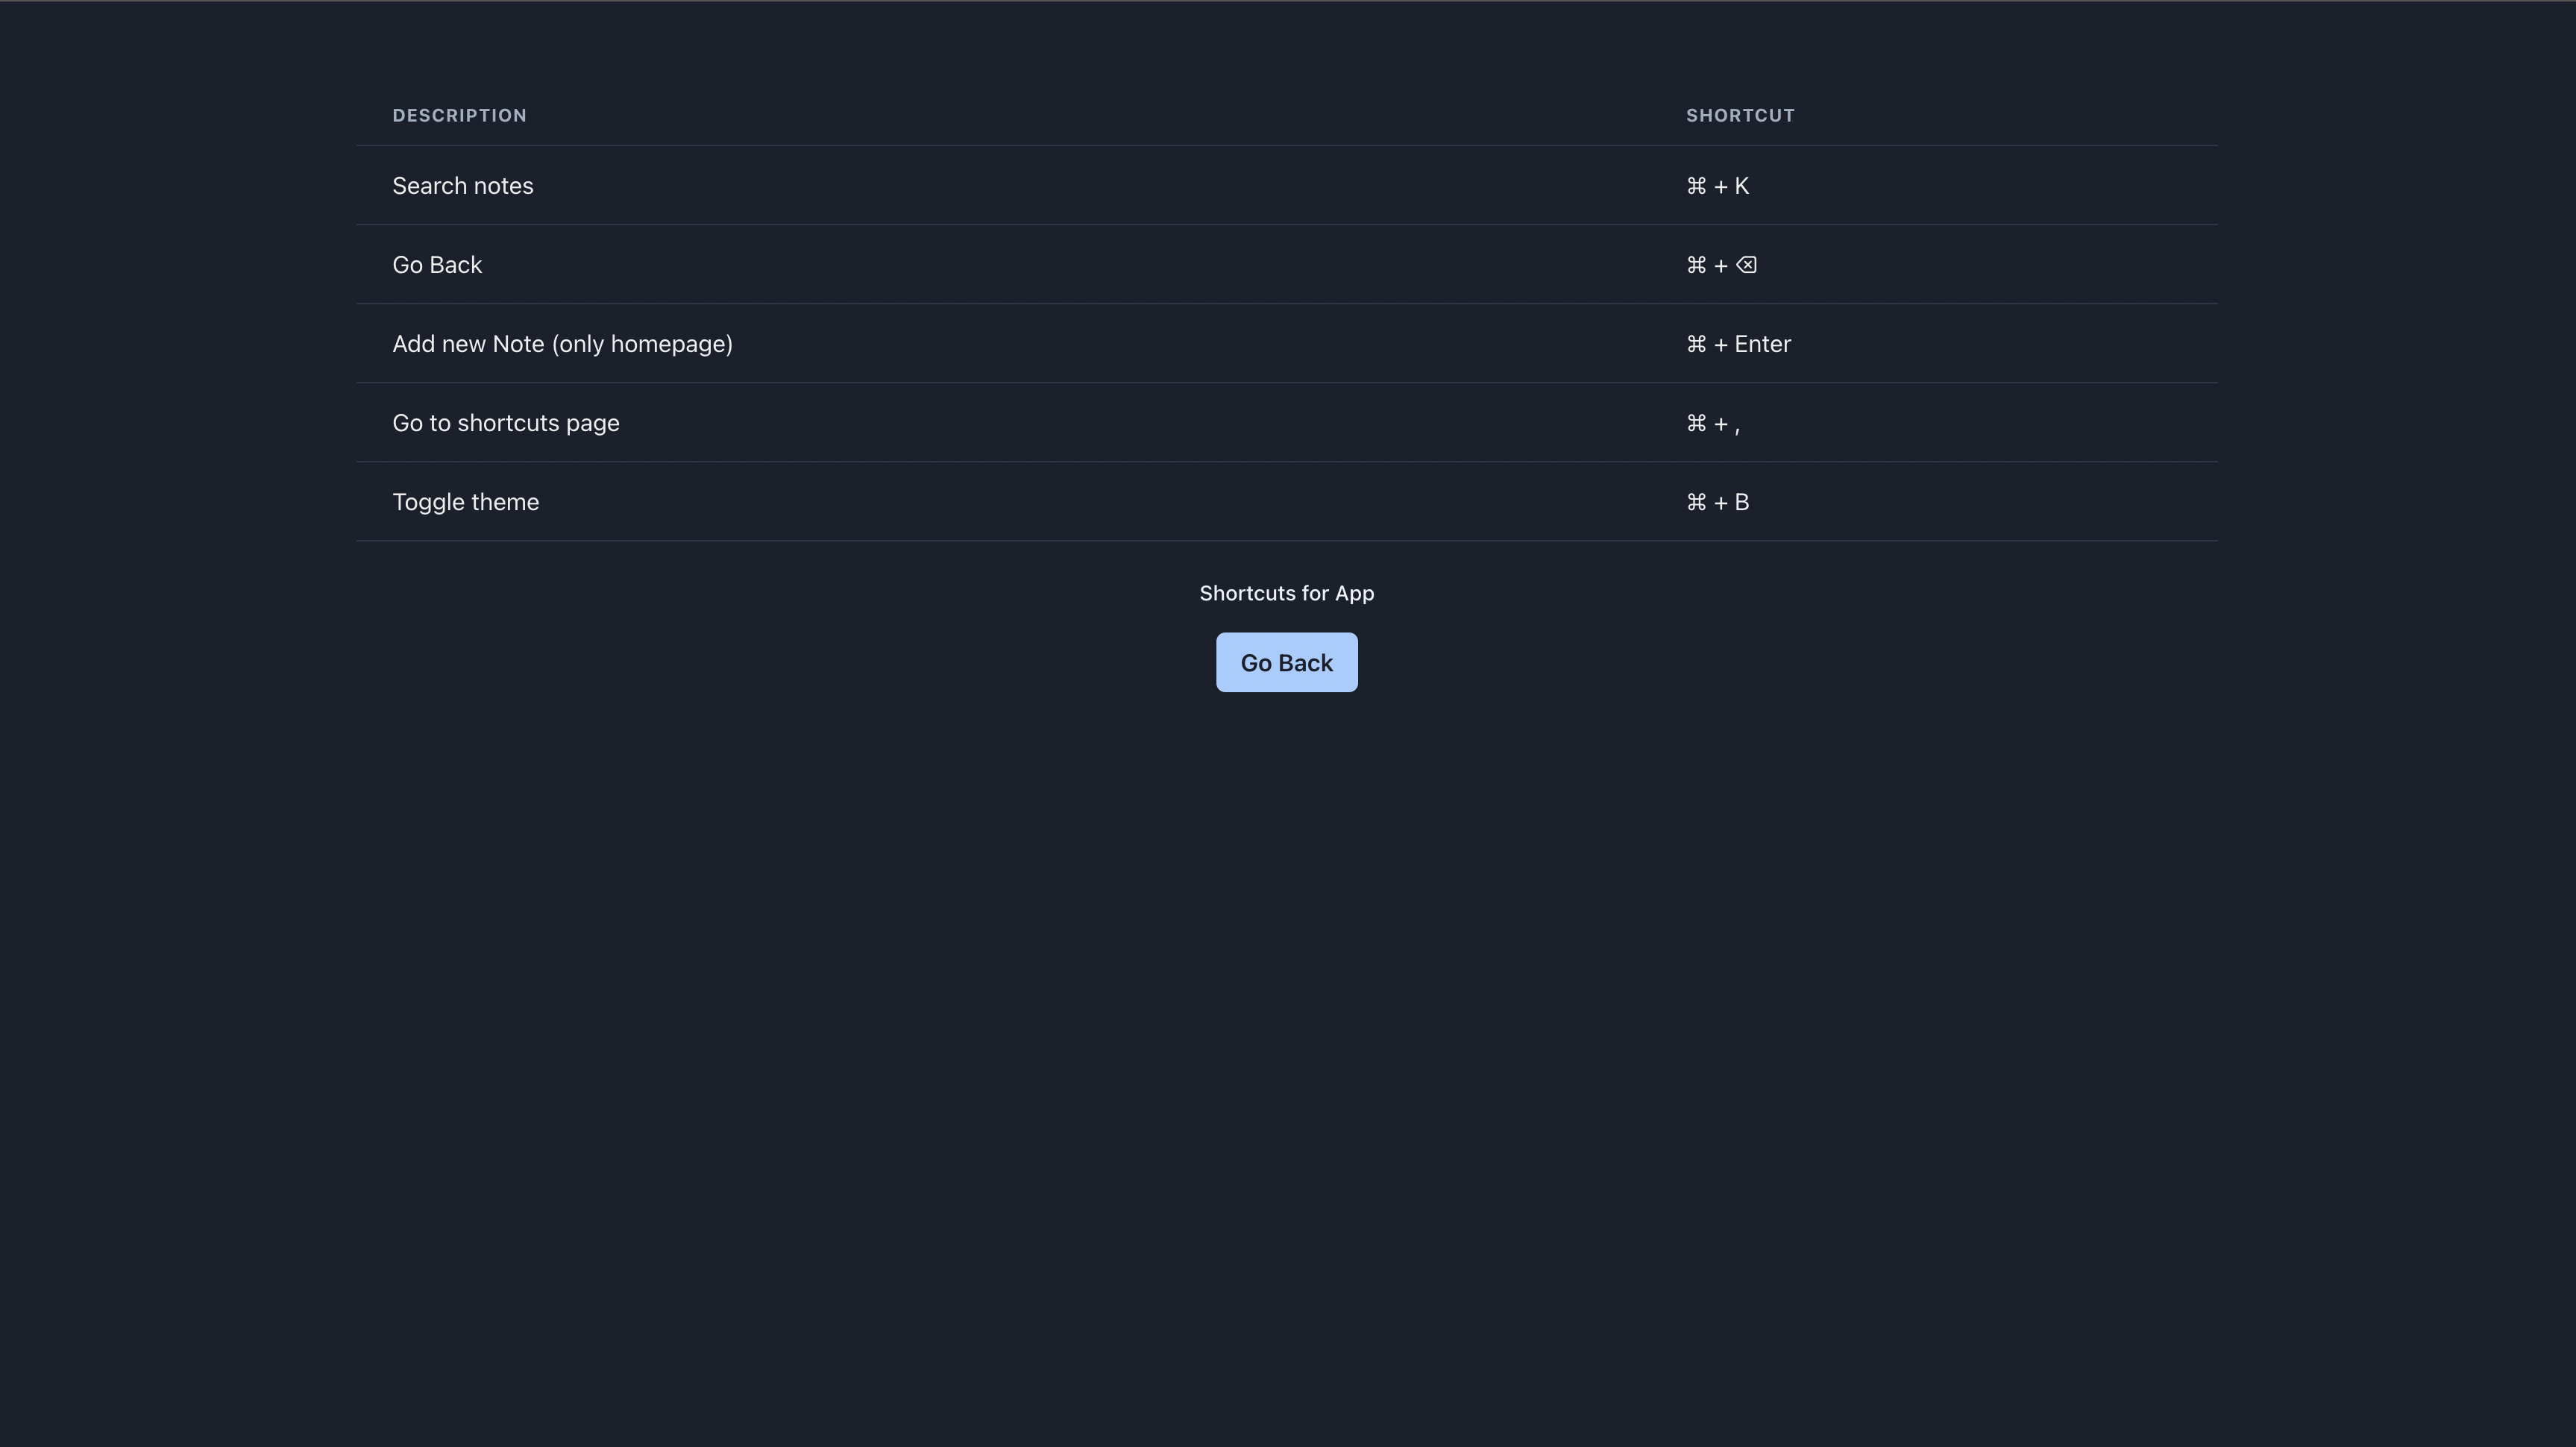 DESCRIPTION SHORTCUT
Search notes ⌘ + K
Go Back ⌘ + ⌫
Add new Note (only homepage) ⌘ + Enter
Go to shortcuts page ⌘ + ,
Toggle theme ⌘ + B
Shortcuts for App
Go Back